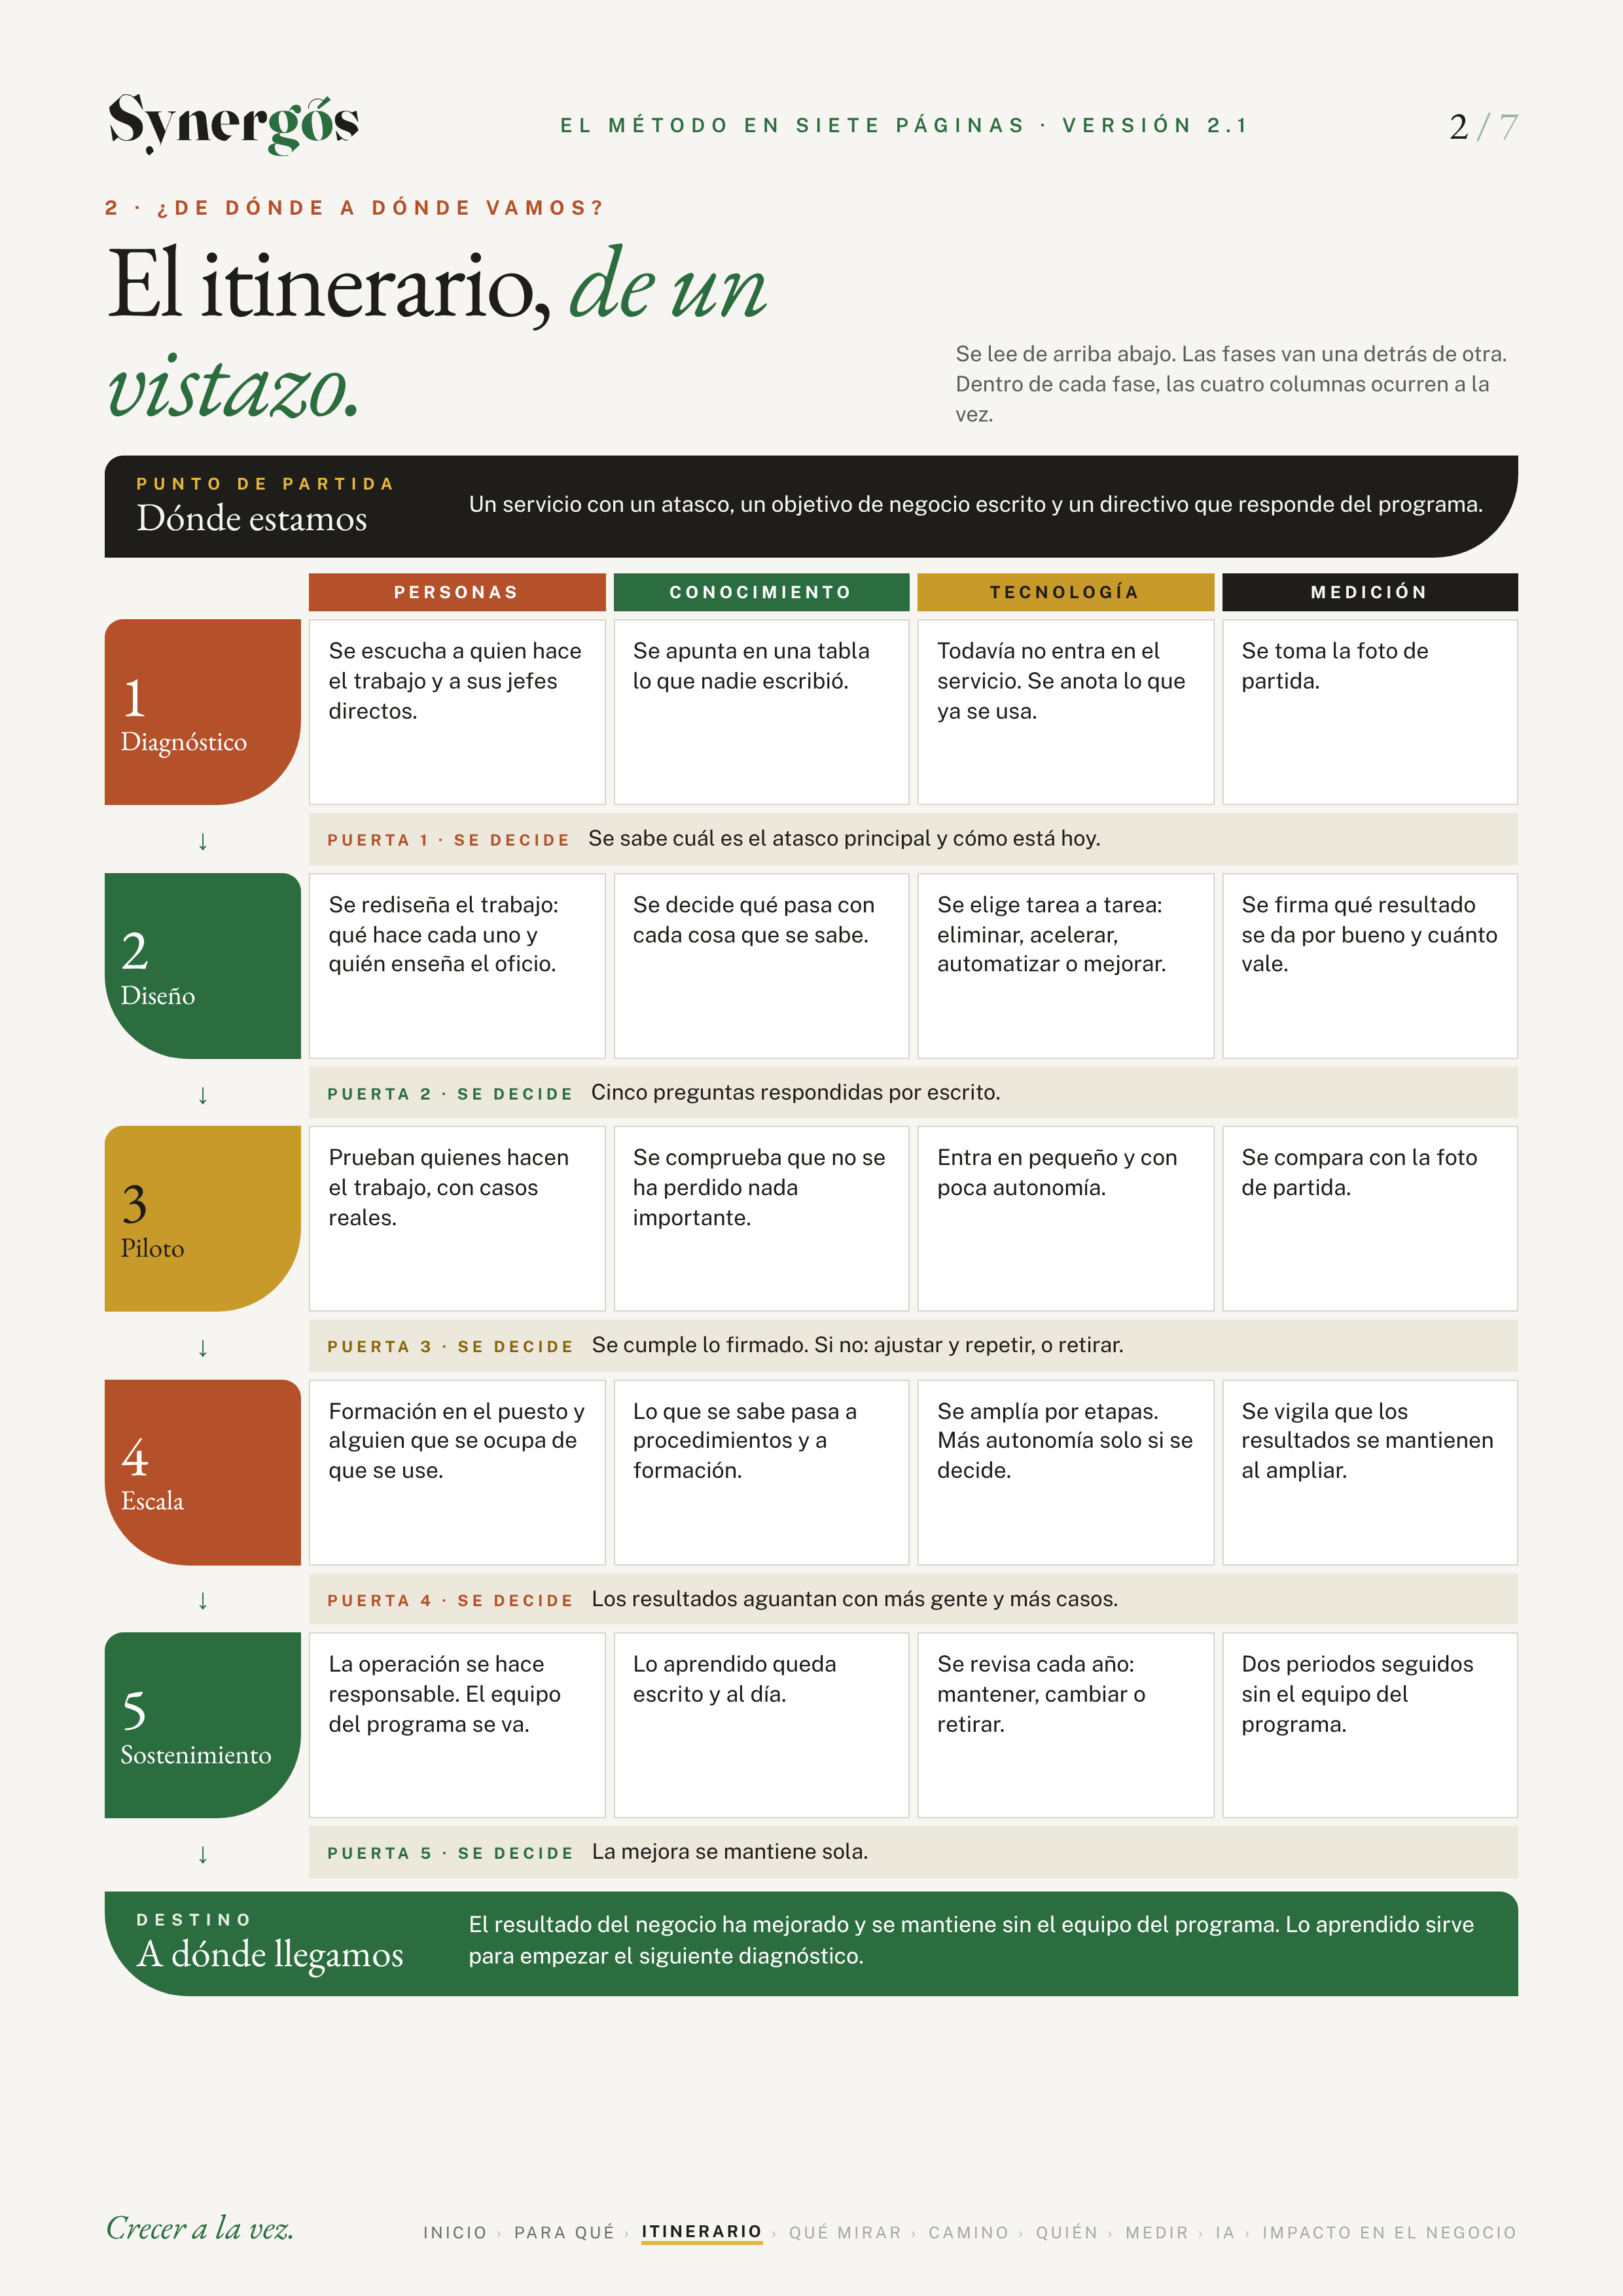 Synergós
EL MÉTODO EN SIETE PÁGINAS · VERSIÓN 2.1
2 / 7
2 · ¿DE DÓNDE A DÓNDE VAMOS?
El itinerario, de un
vistazo.
Se lee de arriba abajo. Las fases van una detrás de otra.
Dentro de cada fase, las cuatro columnas ocurren a la
vez.
PUNTO DE PARTIDA
Dónde estamos
Un servicio con un atasco, un objetivo de negocio escrito y un directivo que responde del programa.
PERSONAS
CONOCIMIENTO
TECNOLOGÍA
MEDICIÓN
1
Diagnóstico
Se escucha a quien hace
el trabajo y a sus jefes
directos.
Se apunta en una tabla
lo que nadie escribió.
Todavía no entra en el
servicio. Se anota lo que
ya se usa.
Se toma la foto de
partida.
↓
PUERTA 1 · SE DECIDE Se sabe cuál es el atasco principal y cómo está hoy.
2
Diseño
Se rediseña el trabajo:
qué hace cada uno y
quién enseña el oficio.
Se decide qué pasa con
cada cosa que se sabe.
Se elige tarea a tarea:
eliminar, acelerar,
automatizar o mejorar.
Se firma qué resultado
se da por bueno y cuánto
vale.
↓
PUERTA 2 · SE DECIDE Cinco preguntas respondidas por escrito.
3
Piloto
Prueban quienes hacen
el trabajo, con casos
reales.
Se comprueba que no se
ha perdido nada
importante.
Entra en pequeño y con
poca autonomía.
Se compara con la foto
de partida.
↓
PUERTA 3 · SE DECIDE Se cumple lo firmado. Si no: ajustar y repetir, o retirar.
4
Escala
Formación en el puesto y
alguien que se ocupa de
que se use.
Lo que se sabe pasa a
procedimientos y a
formación.
Se amplía por etapas.
Más autonomía solo si se
decide.
Se vigila que los
resultados se mantienen
al ampliar.
↓
PUERTA 4 · SE DECIDE Los resultados aguantan con más gente y más casos.
5
Sostenimiento
La operación se hace
responsable. El equipo
del programa se va.
Lo aprendido queda
escrito y al día.
Se revisa cada año:
mantener, cambiar o
retirar.
Dos periodos seguidos
sin el equipo del
programa.
↓
PUERTA 5 · SE DECIDE La mejora se mantiene sola.
DESTINO
A dónde llegamos
El resultado del negocio ha mejorado y se mantiene sin el equipo del programa. Lo aprendido sirve
para empezar el siguiente diagnóstico.
Crecer a la vez.
INICIO › PARA QUÉ › ITINERARIO › QUÉ MIRAR › CAMINO › QUIÉN › MEDIR › IA › IMPACTO EN EL NEGOCIO